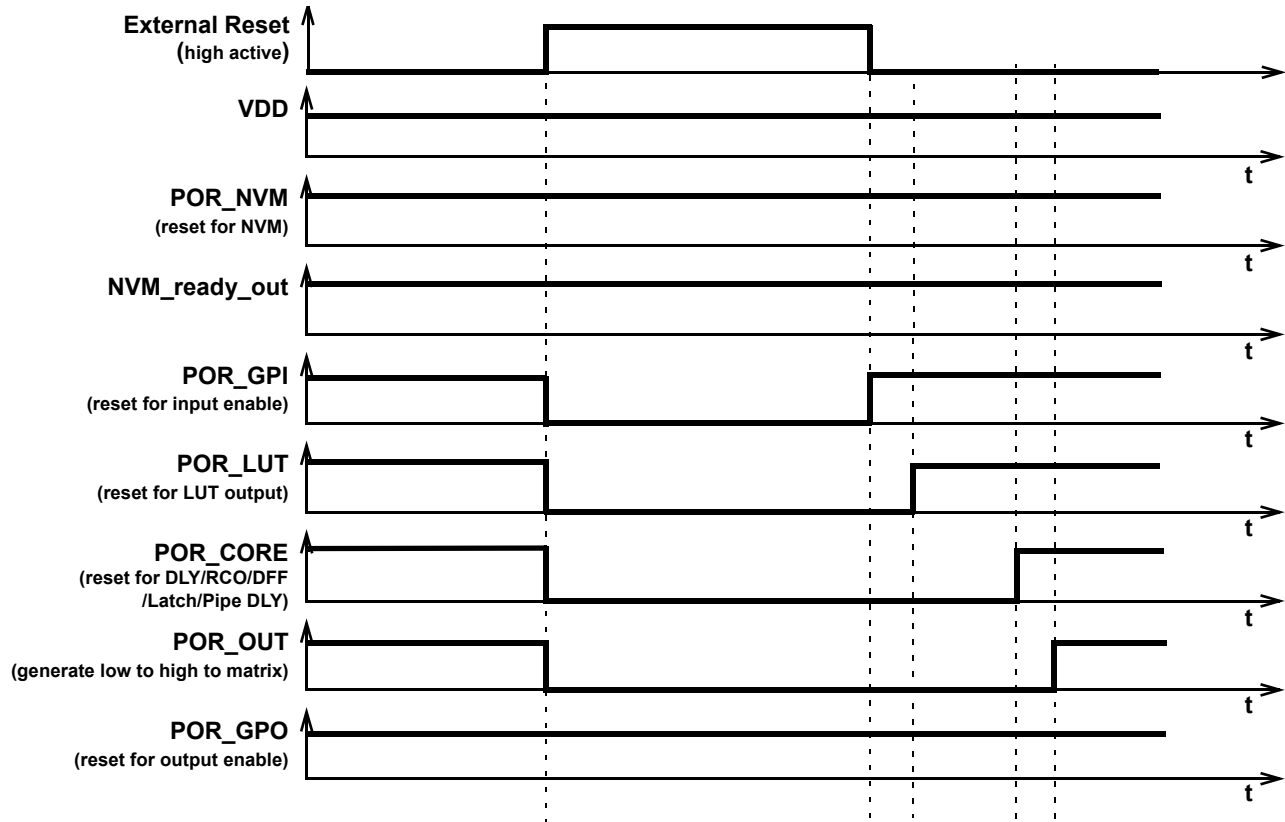 External Reset
(high active)
VDD
t
POR_NVM
(reset for NVM)
t
NVM_ready_out
t
POR_GPI
(reset for input enable)
t
POR_LUT
(reset for LUT output)
t
POR_CORE
(reset for DLY/RCO/DFF
/Latch/Pipe DLY)
t
POR_OUT
(generate low to high to matrix)
t
POR_GPO
(reset for output enable)
t